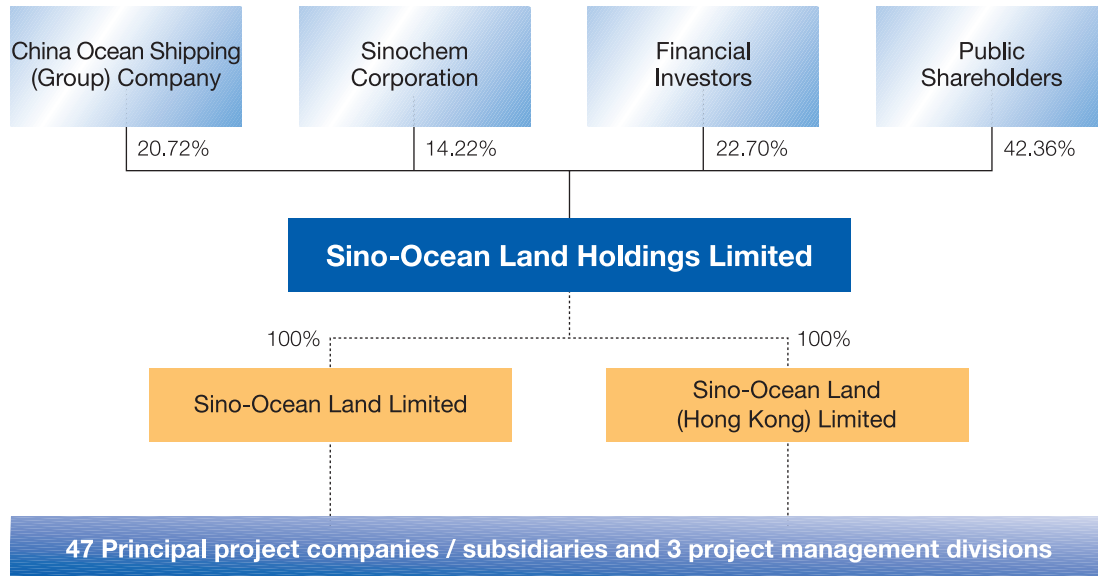 China Ocean Shipping
(Group) Company
Sinochem
Corporation
Financial
Investors
Public
Shareholders
20.72%
14.22%
22.70%
42.36%
Sino-Ocean Land Holdings Limited
100%
100%
Sino-Ocean Land Limited
Sino-Ocean Land
(Hong Kong) Limited
47 Principal project companies / subsidiaries and 3 project management divisions